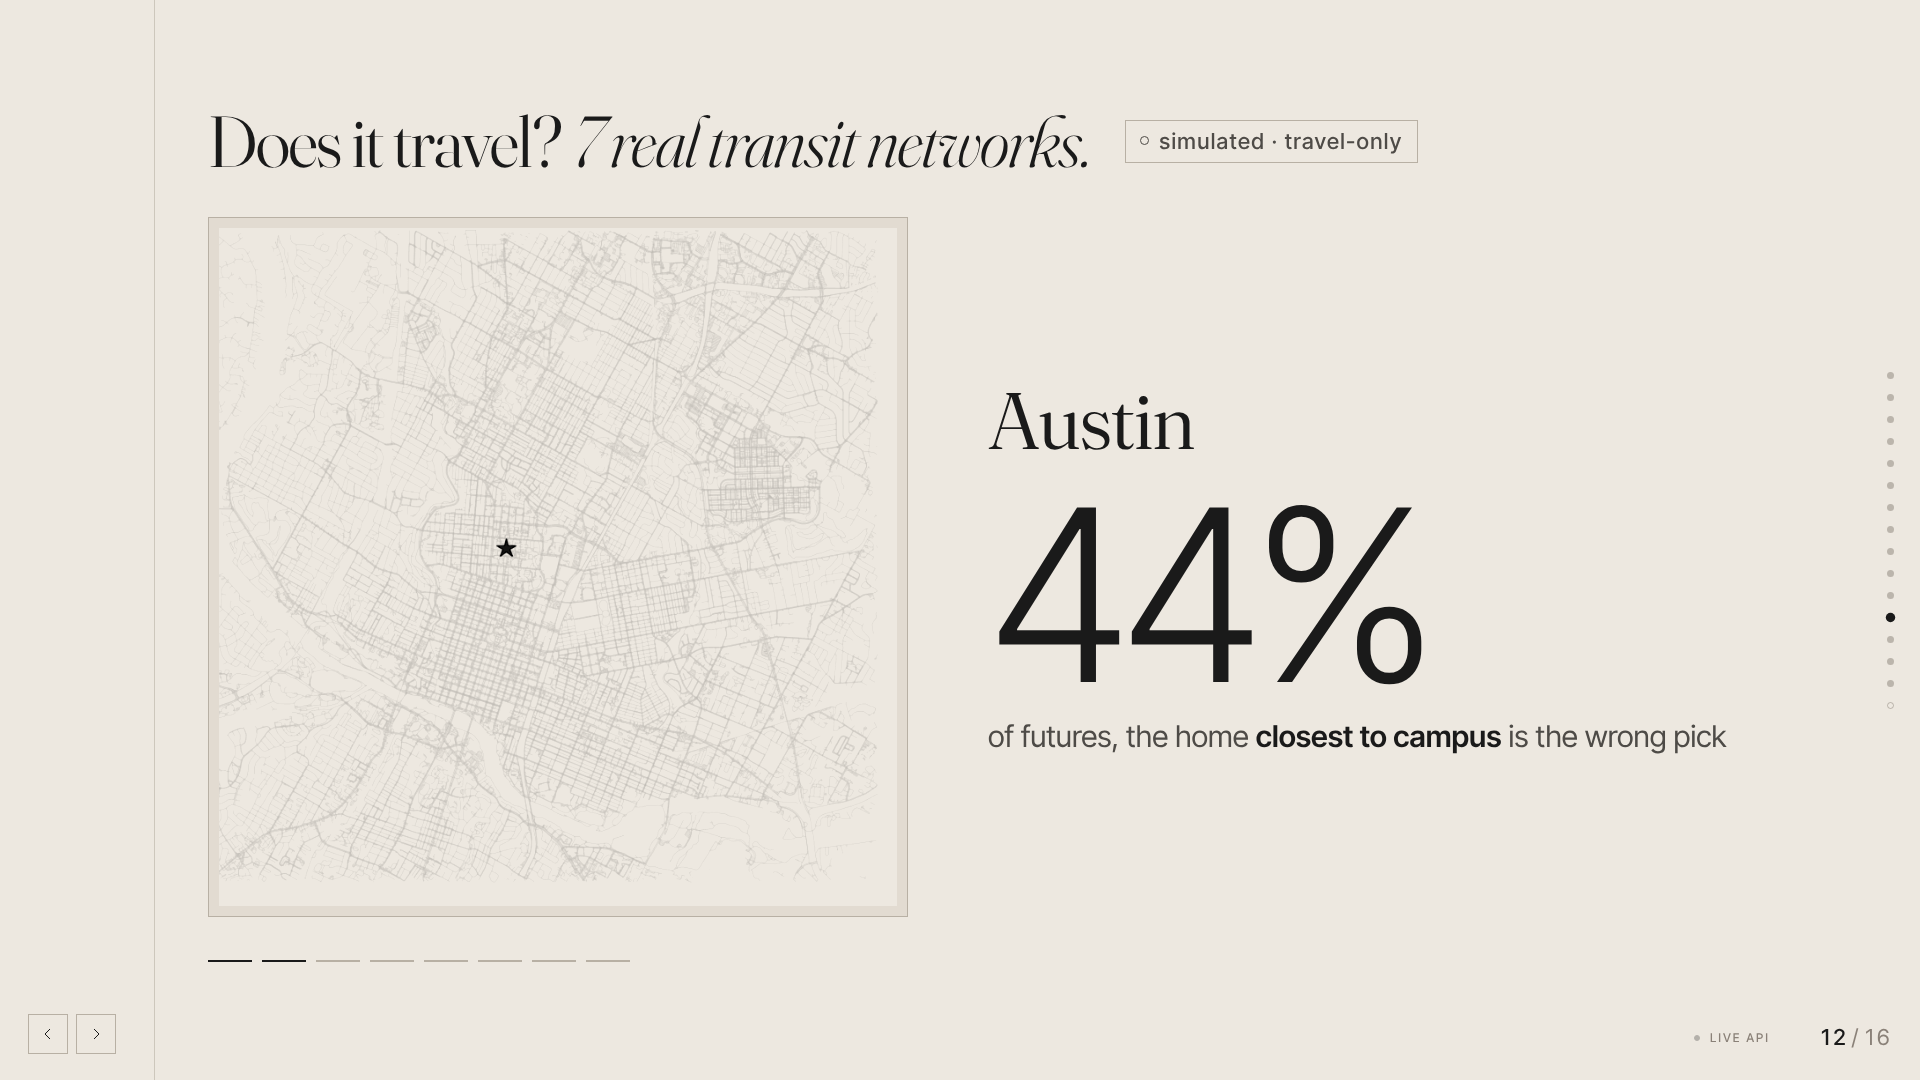 Does it travel? 7 real transit networks.
simulated · travel-only
Austin
44%
of futures, the home closest to campus is the wrong pick
LIVE API
12 / 16